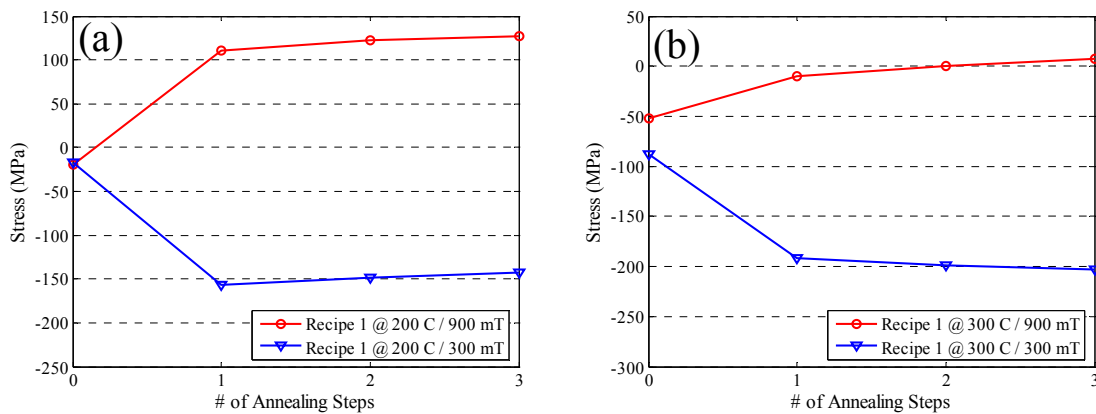 (a)
150
100
50
0
-50
-100
-150
-200
-250
Stress (MPa)
0 1 2 3
# of Annealing Steps
Recipe 1 @ 200 C / 900 mT
Recipe 1 @ 200 C / 300 mT
(b)
50
0
-50
-100
-150
-200
-250
-300
Stress (MPa)
0 1 2 3
# of Annealing Steps
Recipe 1 @ 300 C / 900 mT
Recipe 1 @ 300 C / 300 mT